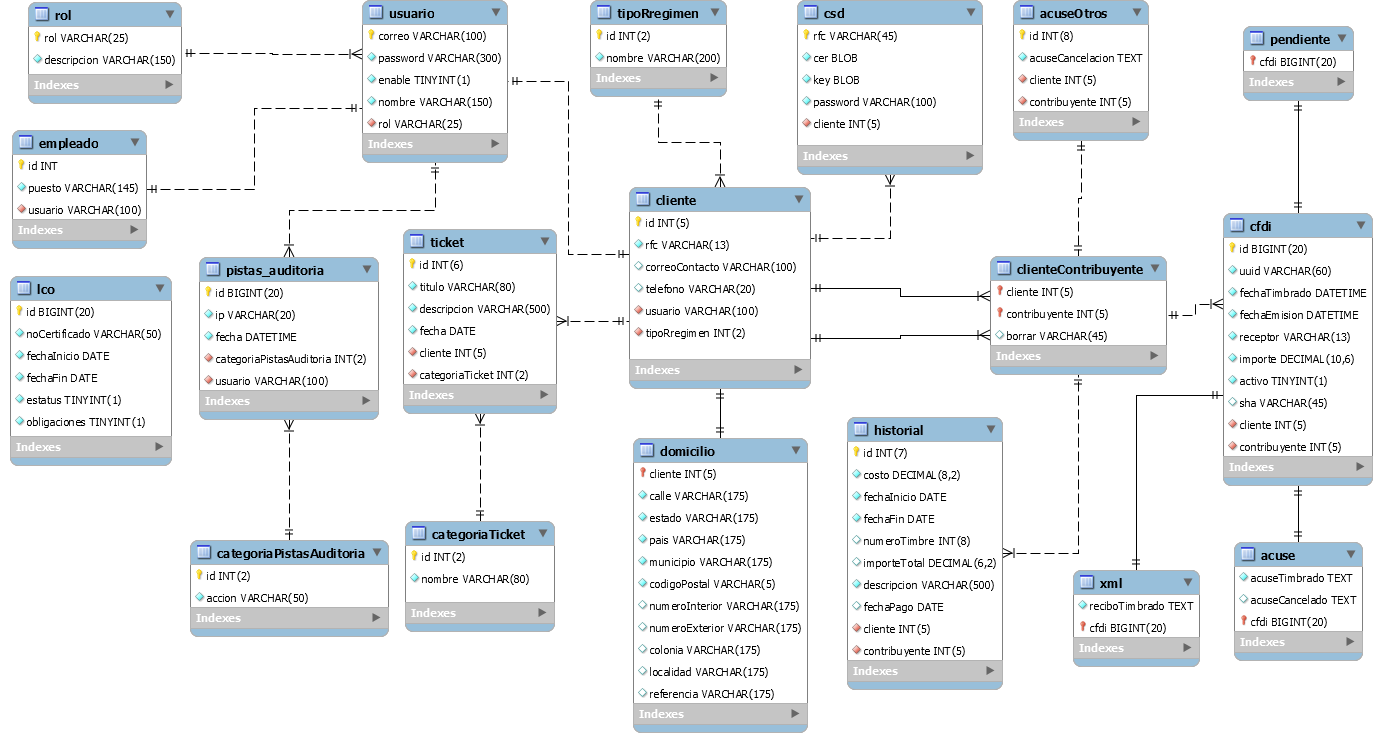 rol
rol VARCHAR(25)
descripcion VARCHAR(150)
Indexes
usuario
correo VARCHAR(100)
password VARCHAR(300)
enable TINYINT(1)
nombre VARCHAR(150)
rol VARCHAR(25)
Indexes
tipoRregimen
id INT(2)
nombre VARCHAR(200)
Indexes
csd
rfc VARCHAR(45)
cer BLOB
key BLOB
password VARCHAR(100)
cliente INT(5)
Indexes
acuseOtros
id INT(8)
acuseCancelacion TEXT
cliente INT(5)
contribuyente INT(5)
Indexes
pendiente
cfdi BIGINT(20)
Indexes
empleado
id INT
puesto VARCHAR(145)
usuario VARCHAR(100)
Indexes
cliente
id INT(5)
rfc VARCHAR(13)
correoContacto VARCHAR(100)
telefono VARCHAR(20)
usuario VARCHAR(100)
tipoRregimen INT(2)
Indexes
cfdi
id BIGINT(20)
uuid VARCHAR(60)
fechaTimbrado DATETIME
fechaEmision DATETIME
receptor VARCHAR(13)
importe DECIMAL(10,6)
activo TINYINT(1)
sha VARCHAR(45)
cliente INT(5)
contribuyente INT(5)
Indexes
ticket
id INT(6)
titulo VARCHAR(80)
descripcion VARCHAR(500)
fecha DATE
cliente INT(5)
categoriaTicket INT(2)
Indexes
pistas_auditoria
id BIGINT(20)
ip VARCHAR(20)
fecha DATETIME
categoriaPistasAuditoria INT(2)
usuario VARCHAR(100)
Indexes
clienteContribuyente
cliente INT(5)
contribuyente INT(5)
borrar VARCHAR(45)
Indexes
lco
id BIGINT(20)
noCertificado VARCHAR(50)
fechaInicio DATE
fechaFin DATE
estatus TINYINT(1)
obligaciones TINYINT(1)
Indexes
historial
id INT(7)
costo DECIMAL(8,2)
fechaInicio DATE
fechaFin DATE
numeroTimbre INT(8)
importeTotal DECIMAL(6,2)
descripcion VARCHAR(500)
fechaPago DATE
cliente INT(5)
contribuyente INT(5)
Indexes
domicilio
cliente INT(5)
calle VARCHAR(175)
estado VARCHAR(175)
pais VARCHAR(175)
municipio VARCHAR(175)
codigoPostal VARCHAR(5)
numeroInterior VARCHAR(175)
numeroExterior VARCHAR(175)
colonia VARCHAR(175)
localidad VARCHAR(175)
referencia VARCHAR(175)
Indexes
categoriaTicket
id INT(2)
nombre VARCHAR(80)
Indexes
categoriaPistasAuditoria
id INT(2)
accion VARCHAR(50)
Indexes
xml
reciboTimbrado TEXT
cfdi BIGINT(20)
Indexes
acuse
acuseTimbrado TEXT
acuseCancelado TEXT
cfdi BIGINT(20)
Indexes